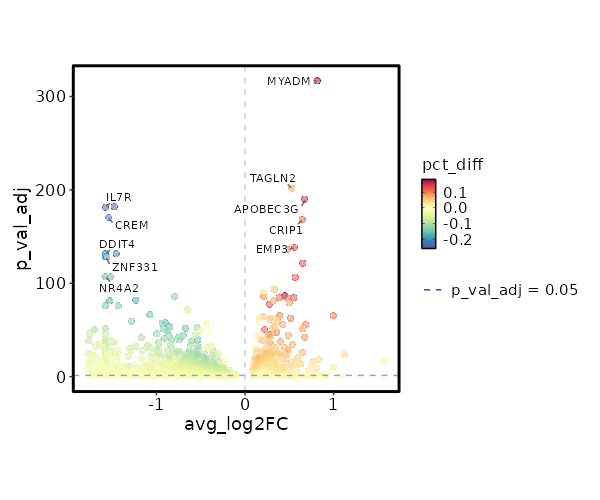 MYADM
TAGLN2
APOBEC3G
CRIP1
EMP3
IL7R
CREM
DDIT4
ZNF331
NR4A2
300
200
100
0
-1
0
1
avg_log2FC
p_val_adj
pct_diff
0.1
0.0
-0.1
-0.2
p_val_adj = 0.05